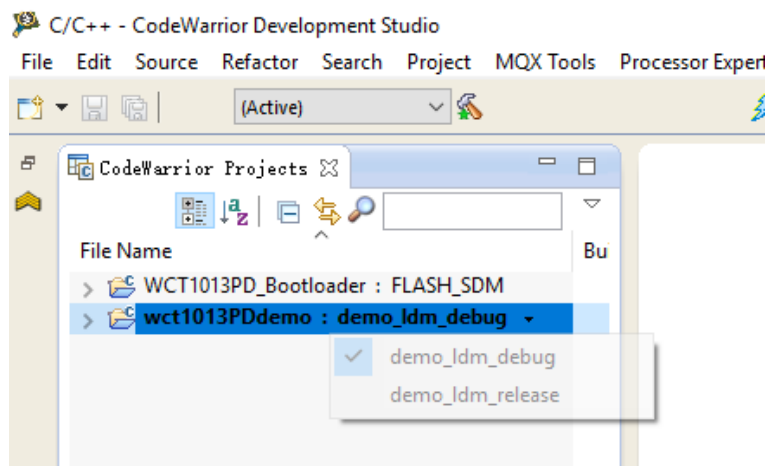 C/C++ - CodeWarrior Development Studio
File Edit Source Refactor Search Project MQX Tools Processor Expert
(Active)
CodeWarrior Projects
File Name Bu
WCT1013PD_Bootloader : FLASH_SDM
wct1013PDdemo : demo_ldm_debug
demo_ldm_debug
demo_ldm_release